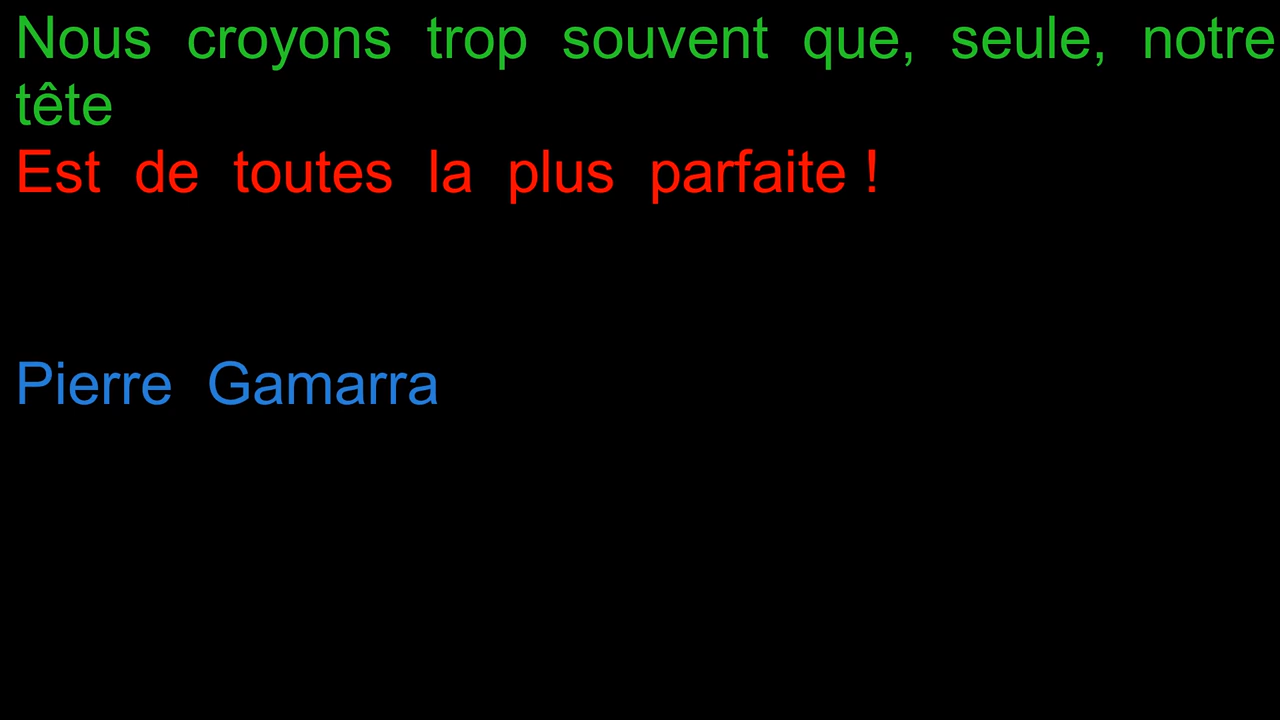 Nous croyons trop souvent que, seule, notre
tête
Est de toutes la plus parfaite !
Pierre Gamarra